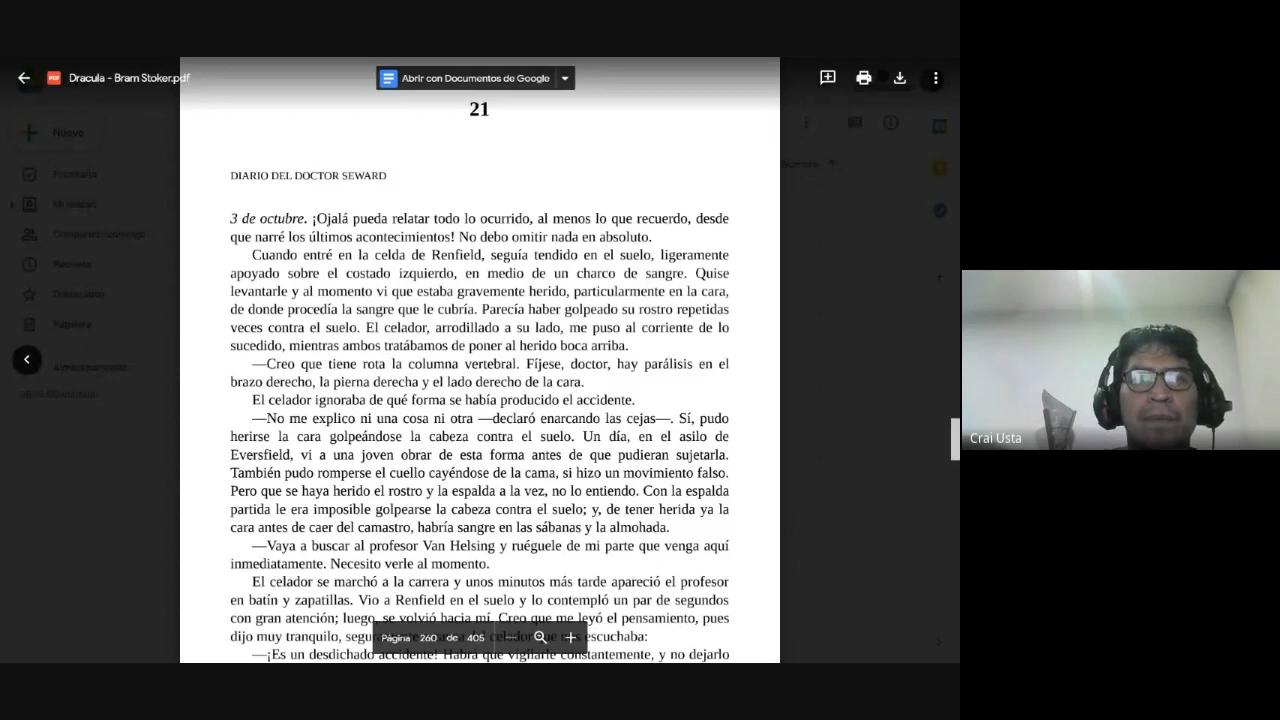 Dracula - Bram Stoker.pdf
Abrir con Documentos de Google
Nuevo
Prioritario
Mi unidad
Compartido conmigo
Reciente
Destacados
Papelera
Almacenamiento
21
DIARIO DEL DOCTOR SEWARD
3 de octubre. ¡Ojalá pueda relatar todo lo ocurrido, al menos lo que recuerdo, desde
que narré los últimos acontecimientos! No debo omitir nada en absoluto.
Cuando entré en la celda de Renfield, seguía tendido en el suelo, ligeramente
apoyado sobre el costado izquierdo, en medio de un charco de sangre. Quise
levantarle y al momento vi que estaba gravemente herido, particularmente en la cara,
de donde procedía la sangre que le cubría. Parecía haber golpeado su rostro repetidas
veces contra el suelo. El celador, arrodillado a su lado, me puso al corriente de lo
sucedido, mientras ambos tratábamos de poner al herido boca arriba.
—Creo que tiene rota la columna vertebral. Fíjese, doctor, hay parálisis en el
brazo derecho, la pierna derecha y el lado derecho de la cara.
El celador ignoraba de qué forma se había producido el accidente.
—No me explico ni una cosa ni otra —declaró enarcando las cejas—. Sí, pudo
herirse la cara golpeándose la cabeza contra el suelo. Un día, en el asilo de
Eversfield, vi a una joven obrar de esta forma antes de que pudieran sujetarla.
También pudo romperse el cuello cayéndose de la cama, si hizo un movimiento falso.
Pero que se haya herido el rostro y la espalda a la vez, no lo entiendo. Con la espalda
partida le era imposible golpearse la cabeza contra el suelo; y, de tener herida ya la
cara antes de caer del camastro, habría sangre en las sábanas y la almohada.
—Vaya a buscar al profesor Van Helsing y ruéguele de mi parte que venga aquí
inmediatamente. Necesito verle al momento.
El celador se marchó a la carrera y unos minutos más tarde apareció el profesor
en batín y zapatillas. Vio a Renfield en el suelo y lo contempló un par de segundos
con gran atención; luego, se volvió hacia mí. Creo que me leyó el pensamiento, pues
dijo muy tranquilo, escuchaba:
—¡Es un desdichado accidente! Habrá que vigilarle constantemente, y no dejarlo
Página 260 de 405
Crai Usta